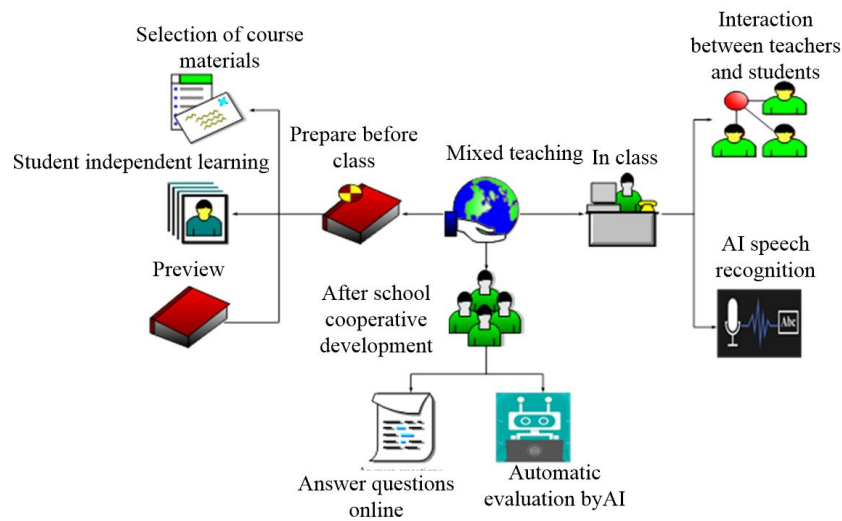 Selection of course
materials
Interaction
between teachers
and students
Prepare before
class
Mixed teaching
In class
Student independent learning
Preview
After school
cooperative
development
AI speech
recognition
Abc
Answer questions
online
Automatic
evaluation byAI